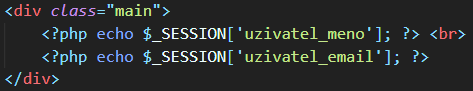 <div class="main">
<?php echo $_SESSION['uzivatel_meno']; ?> <br>
<?php echo $_SESSION['uzivatel_email']; ?>
</div>